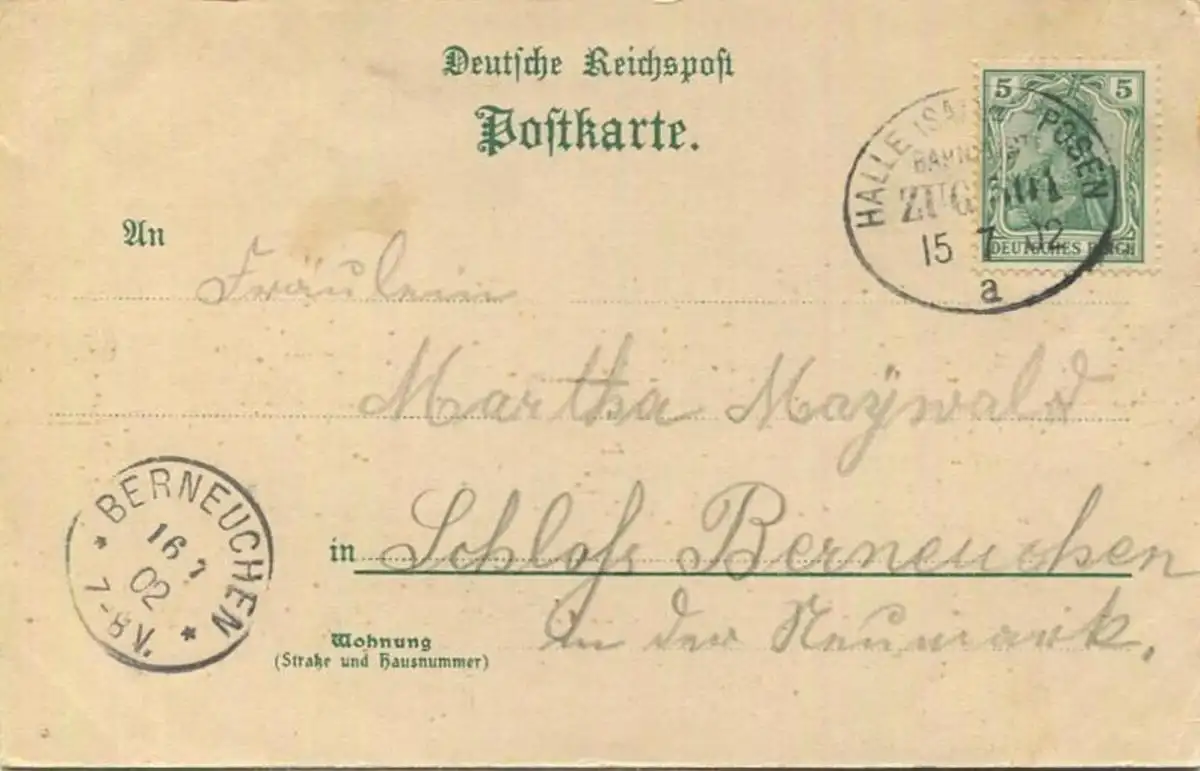 Deutsche Reichspost
Postkarte.
5 5
DEUTSCHES REICH
HALLE (SAALE) POSEN
BAHNPOST
ZUG
15 7 02
a
An Fräulein
Martha Maywald
in Schloß Berneuchen
in der Neumark.
Wohnung
(Straße und Hausnummer)
BERNEUCHEN
16 7
02
7-8 V.